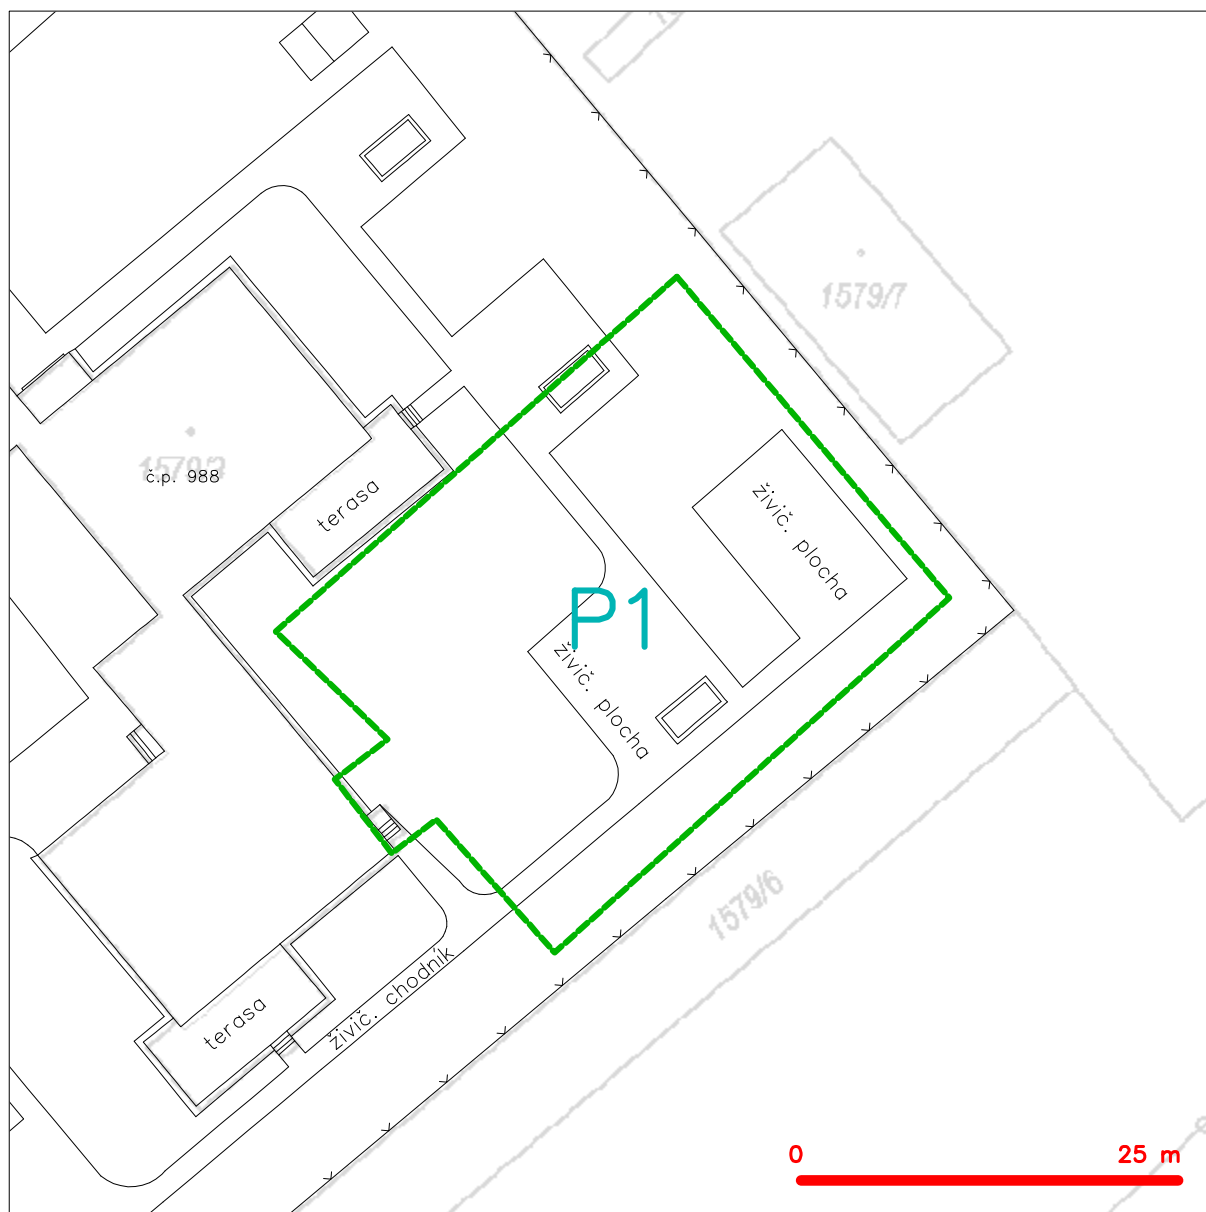 1579/7
č.p. 988
terasa
živič. plocha
P1
živič. plocha
1579/6
živič. chodník
terasa
0 25 m